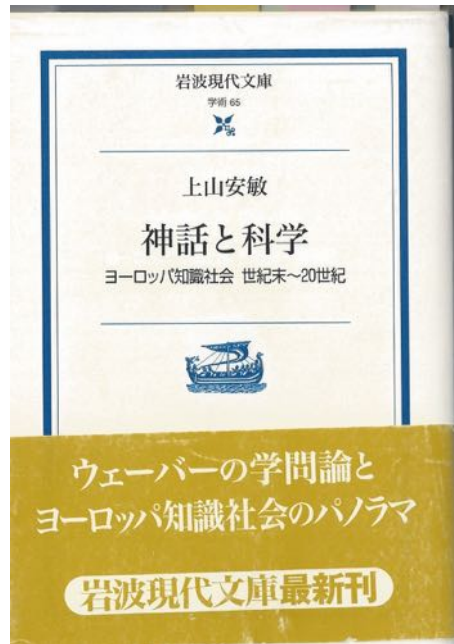 岩波現代文庫
学術 65
上山安敏
神話と科学
ヨーロッパ知識社会 世紀末〜20世紀
ウェーバーの学問論と
ヨーロッパ知識社会のパノラマ
岩波現代文庫最新刊